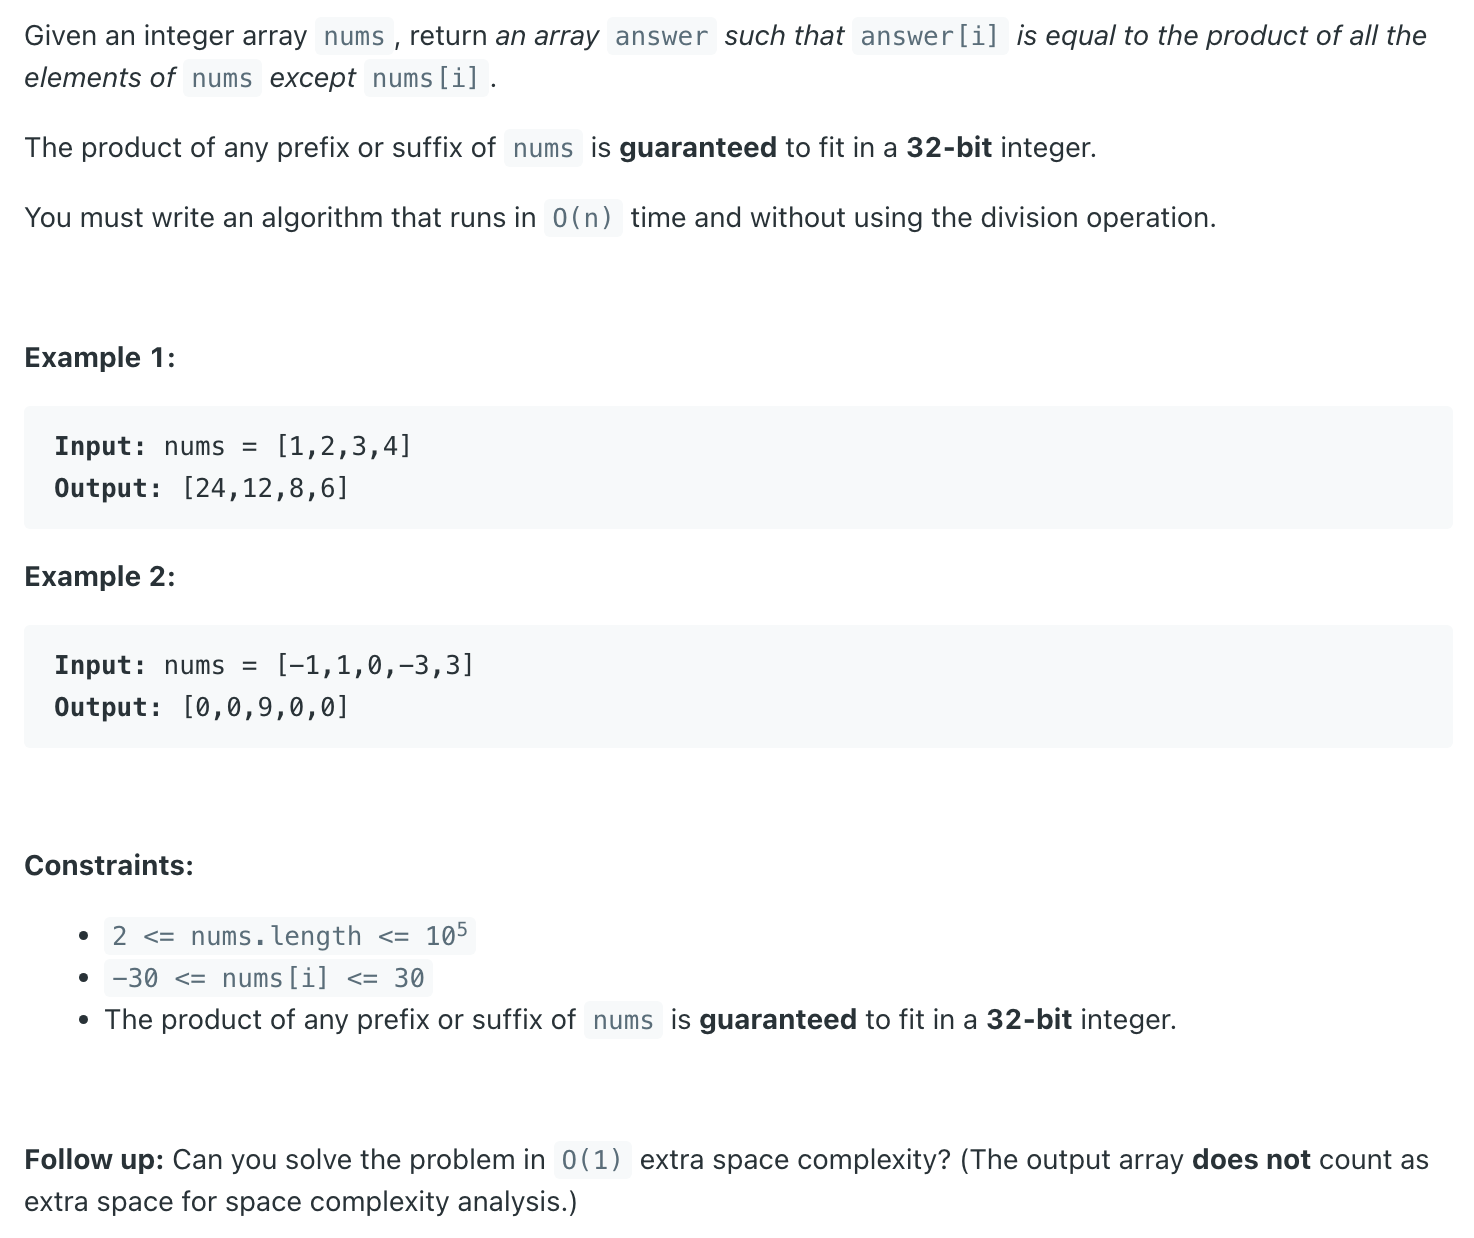 Given an integer array nums, return an array answer such that answer[i] is equal to the product of all the
elements of nums except nums[i].
The product of any prefix or suffix of nums is guaranteed to fit in a 32-bit integer.
You must write an algorithm that runs in O(n) time and without using the division operation.
Example 1:
Input: nums = [1,2,3,4]
Output: [24,12,8,6]
Example 2:
Input: nums = [-1,1,0,-3,3]
Output: [0,0,9,0,0]
Constraints:
• 2 <= nums.length <= 10⁵
• -30 <= nums[i] <= 30
• The product of any prefix or suffix of nums is guaranteed to fit in a 32-bit integer.
Follow up: Can you solve the problem in O(1) extra space complexity? (The output array does not count as
extra space for space complexity analysis.)